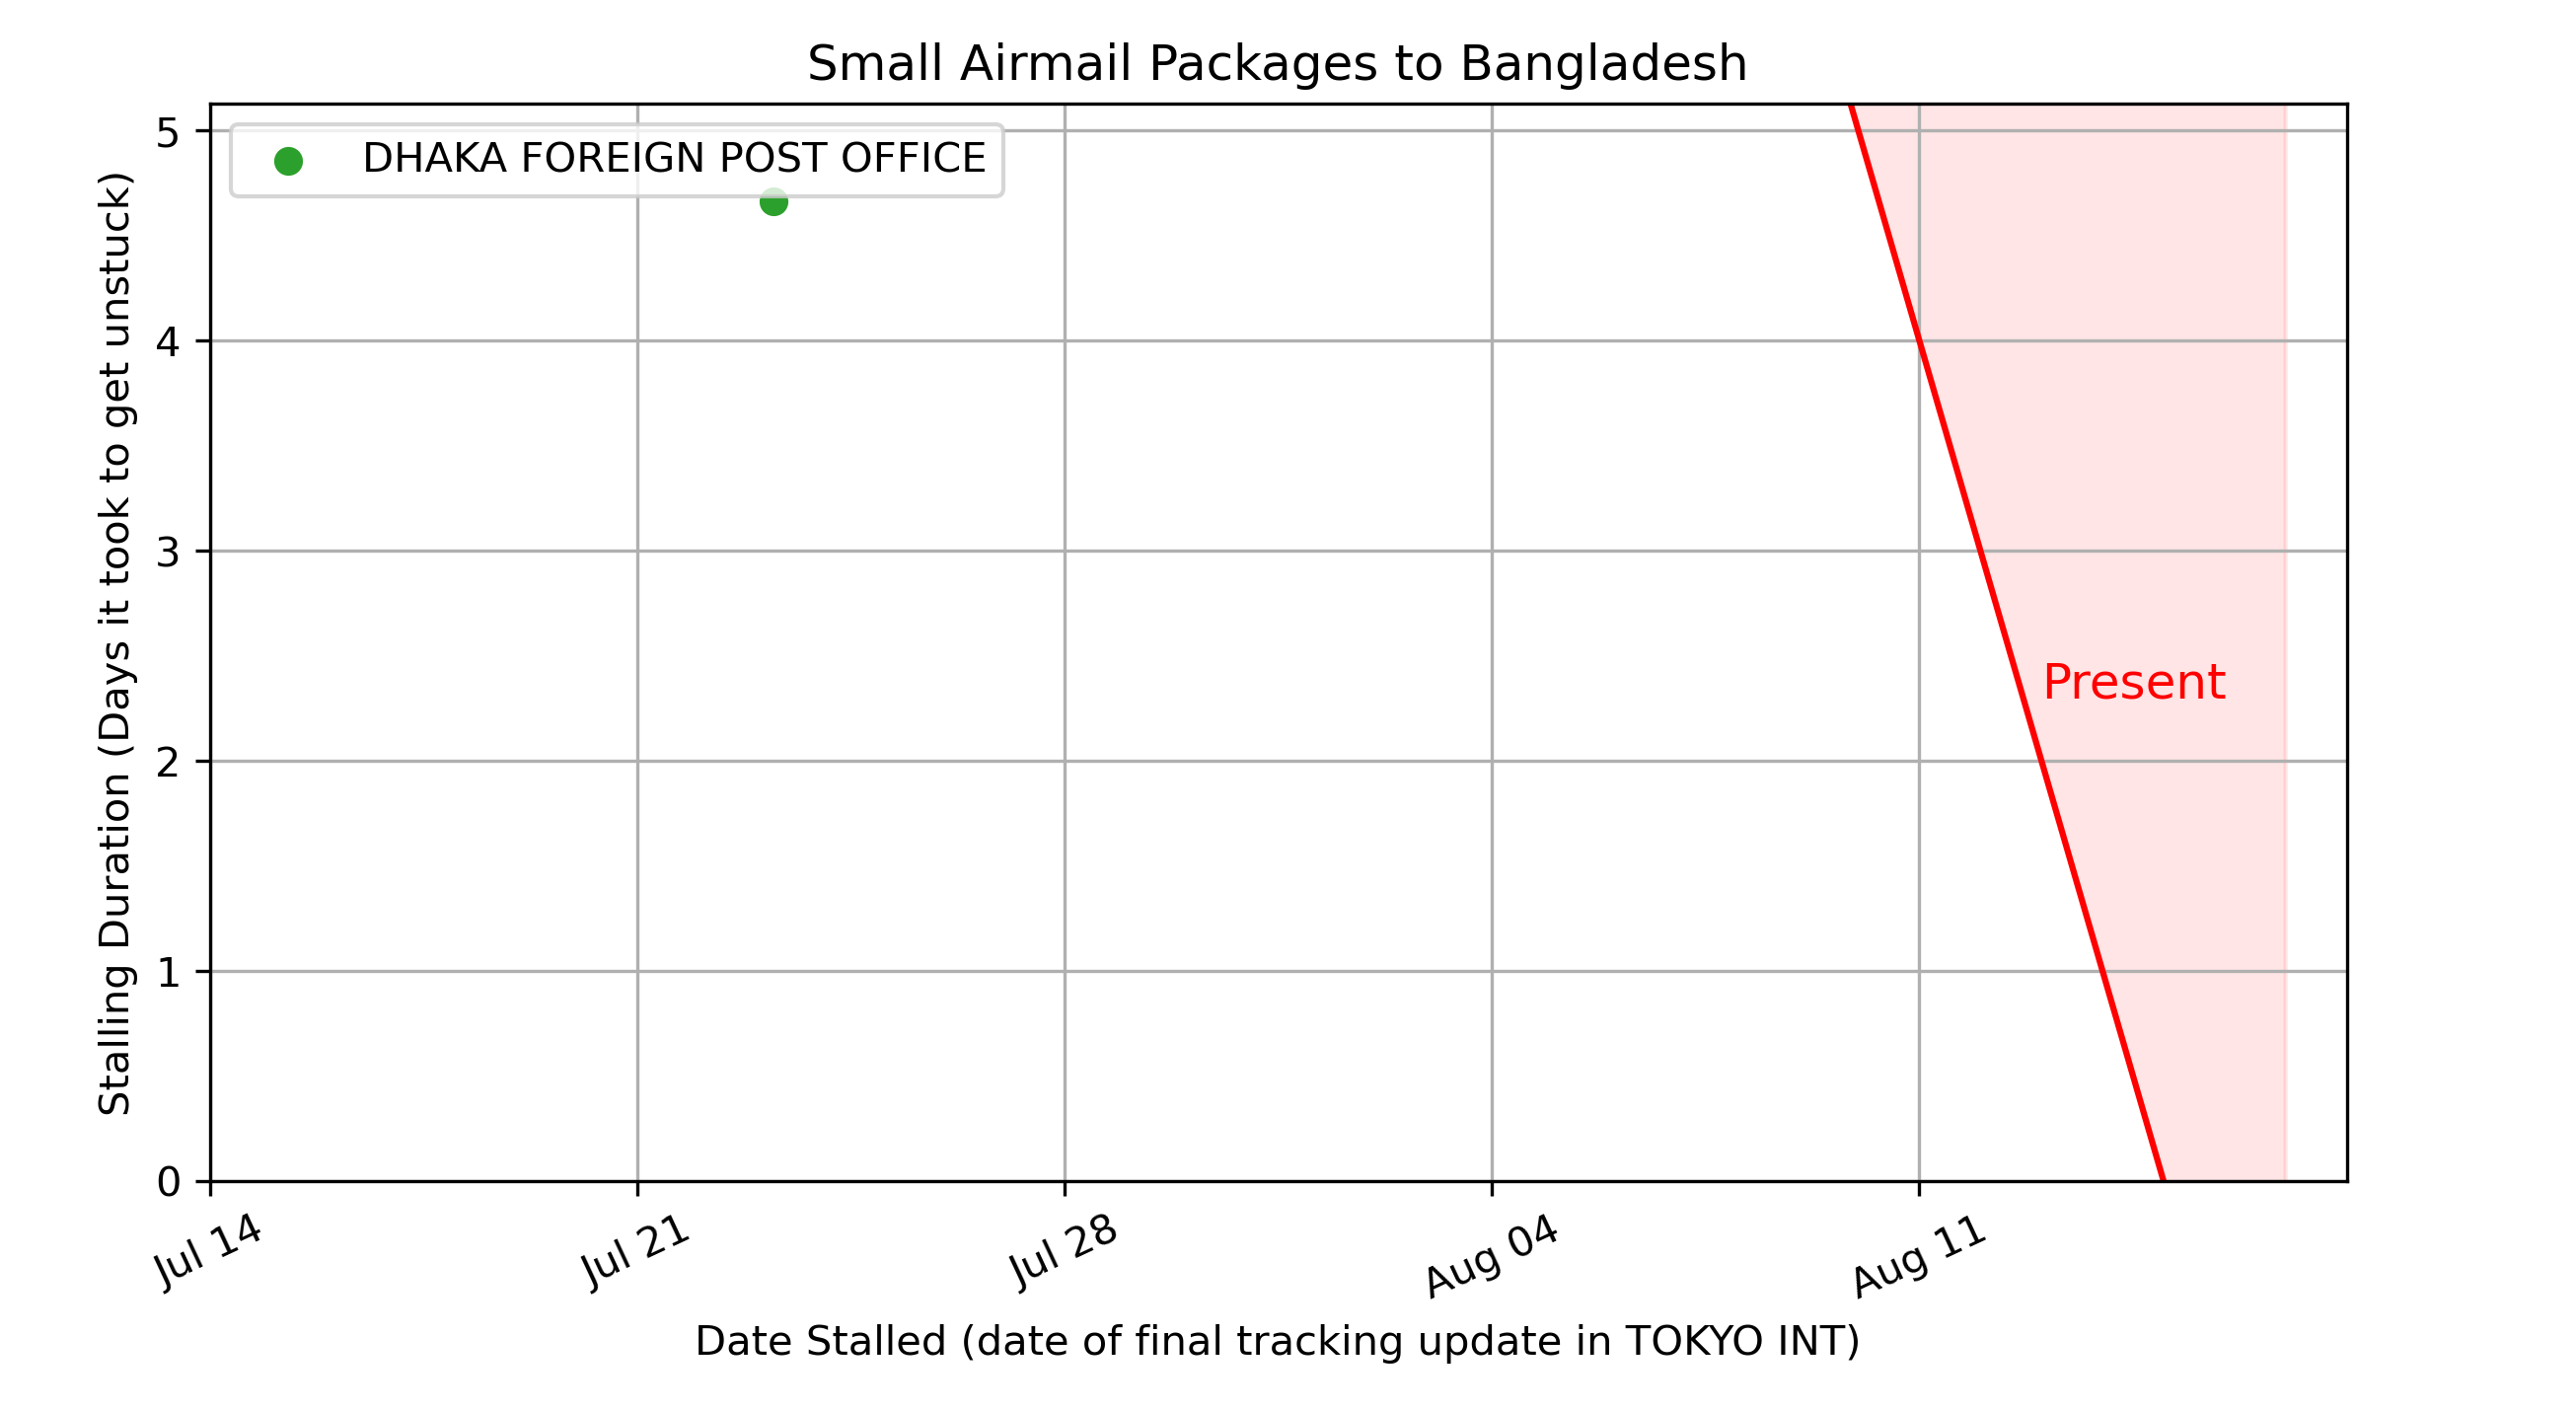 Small Airmail Packages to Bangladesh
DHAKA FOREIGN POST OFFICE
Stalling Duration (Days it took to get unstuck)
5
4
3
2
1
0
Present
Jul 14
Jul 21
Jul 28
Aug 04
Aug 11
Date Stalled (date of final tracking update in TOKYO INT)